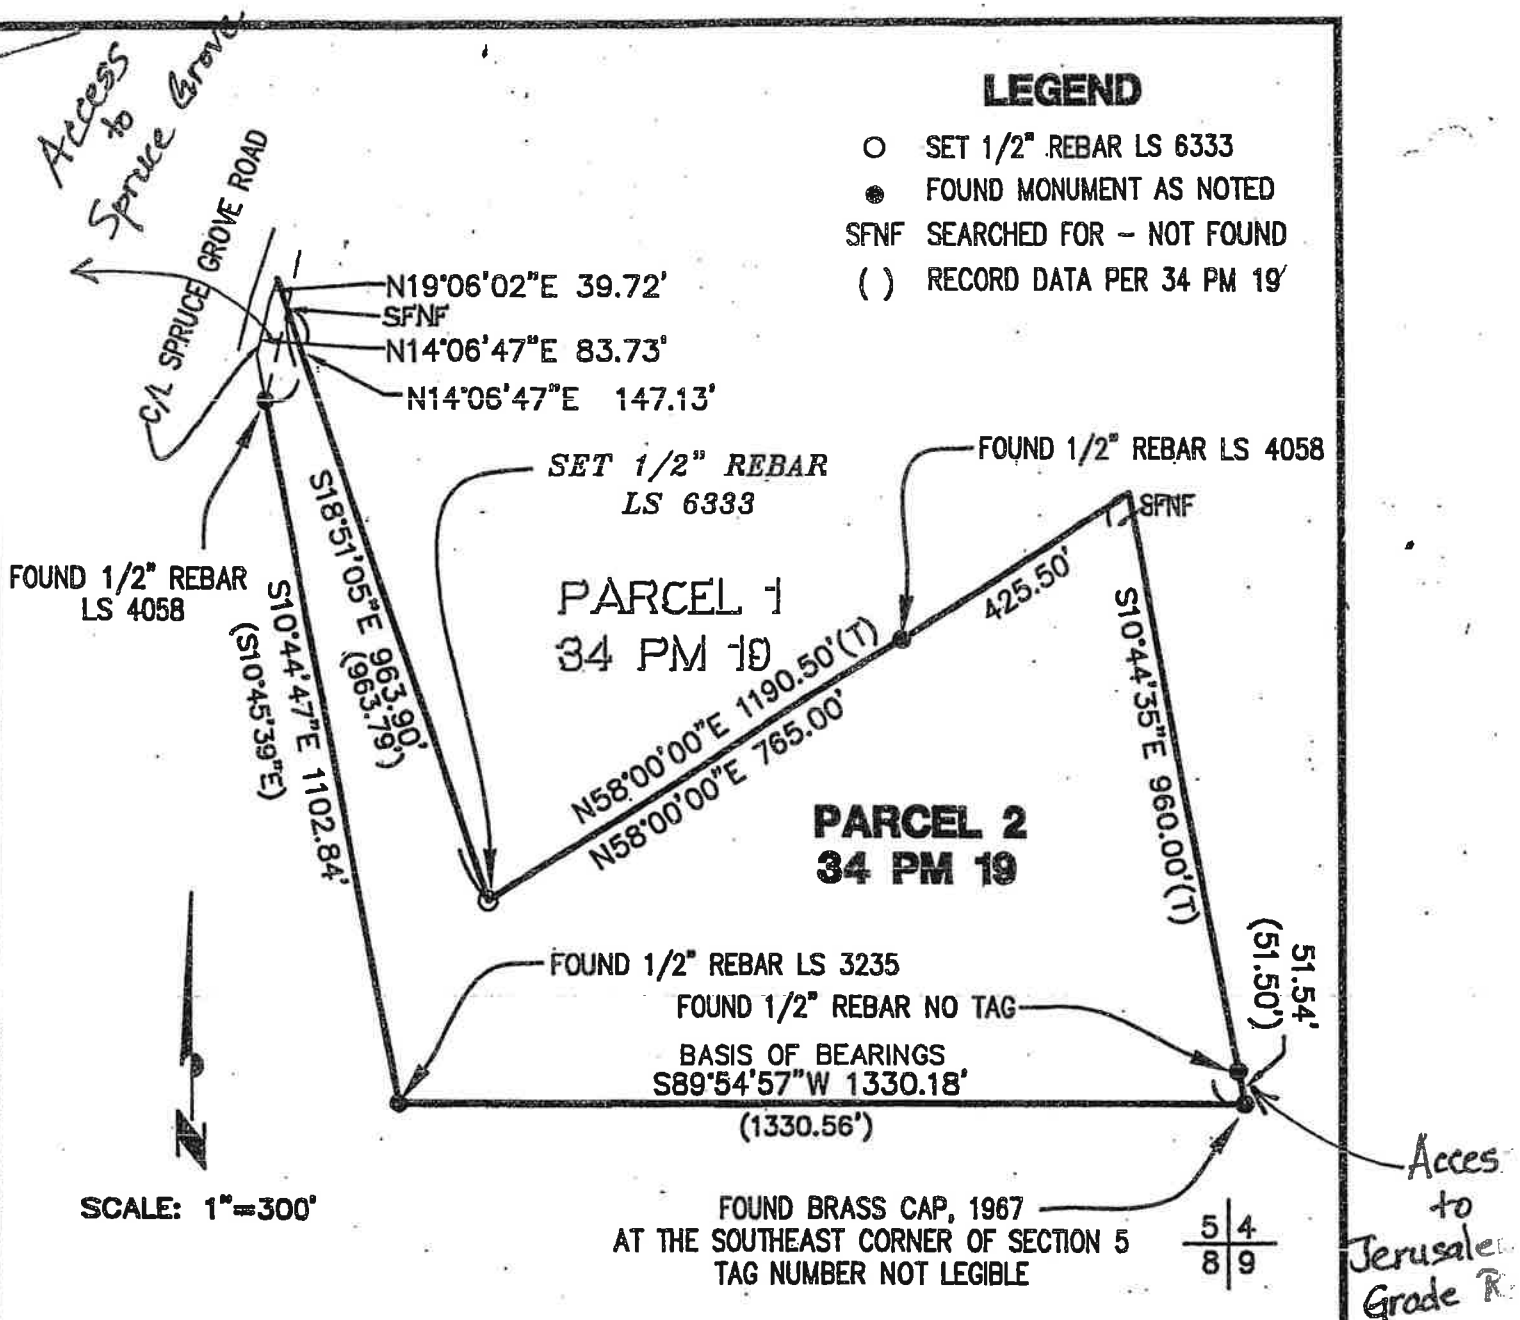 Access
to
Spruce Grove
C/L SPRUCE GROVE ROAD
LEGEND
SET 1/2" REBAR LS 6333
FOUND MONUMENT AS NOTED
SFNF SEARCHED FOR - NOT FOUND
( ) RECORD DATA PER 34 PM 19
N19°06'02"E 39.72'
SFNF
N14°06'47"E 83.73'
N14°06'47"E 147.13'
SET 1/2" REBAR
LS 6333
FOUND 1/2" REBAR LS 4058
SFNF
FOUND 1/2" REBAR
LS 4058
S18°51'05"E 963.90'
(963.79')
S10°44'47"E 1102.84'
(S10°45'39"E)
PARCEL 1
34 PM 19
N58°00'00"E 1190.50'(T)
N58°00'00"E 765.00'
425.50'
S10°44'35"E 960.00'(T)
PARCEL 2
34 PM 19
51.54'
(51.50')
FOUND 1/2" REBAR LS 3235
FOUND 1/2" REBAR NO TAG
BASIS OF BEARINGS
S89°54'57"W 1330.18'
(1330.56')
N
SCALE: 1"=300'
FOUND BRASS CAP, 1967
AT THE SOUTHEAST CORNER OF SECTION 5
TAG NUMBER NOT LEGIBLE
5 4
8 9
Acces
to
Jerusale
Grade R